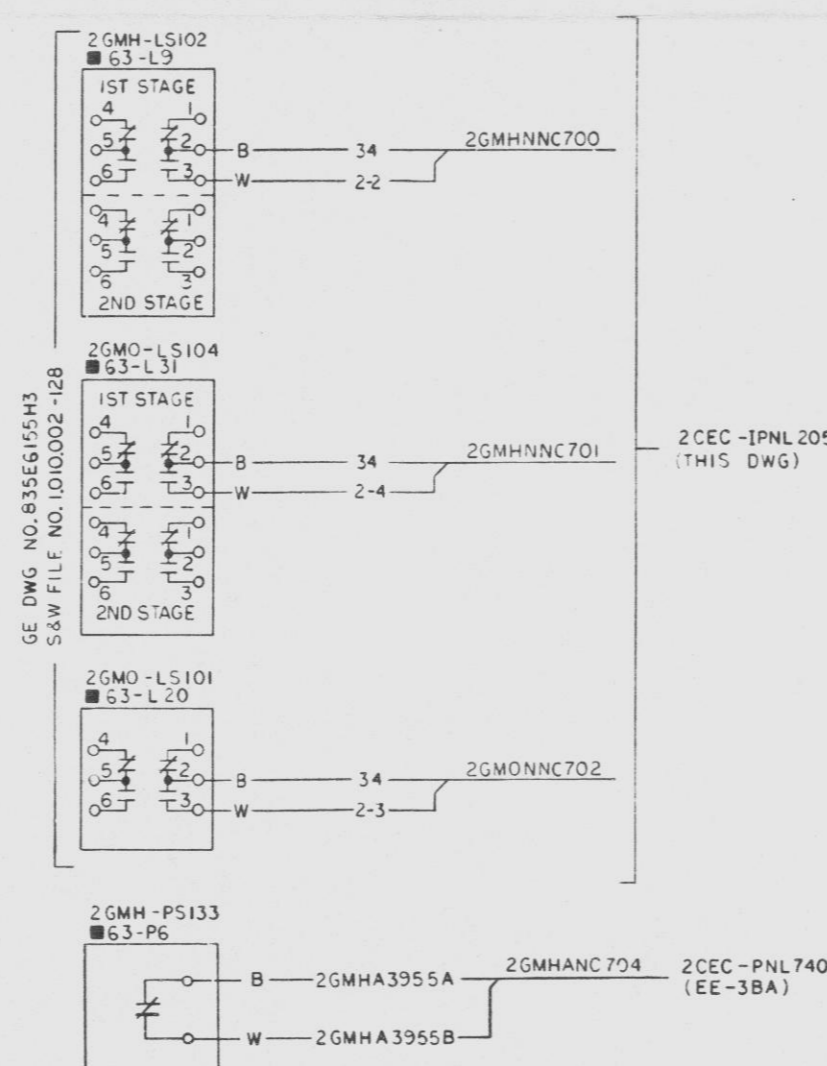 2GMH-LS102
■ 63-L9
1ST STAGE
4 1
5 2 B 34 2GMHNNC700
6 3 W 2-2
4 1
5 2
6 3
2ND STAGE
2GMO-LS104
■ 63-L31
1ST STAGE
4 1
5 2 B 34 2GMHNNC701
6 3 W 2-4
4 1
5 2
6 3
2ND STAGE
2GMO-LS101
■ 63-L20
4 1
5 2 B 34 2GMONNC702
6 3 W 2-3
GE DWG NO. 835E6155H3
S&W FILE NO. 1.010.002-128
2CEC-IPNL205
(THIS DWG)
2GMH-PS133
■ 63-P6
B 2GMHA3955A 2GMHANC704 2CEC-PNL740
(EE-3BA)
W 2GMHA3955B